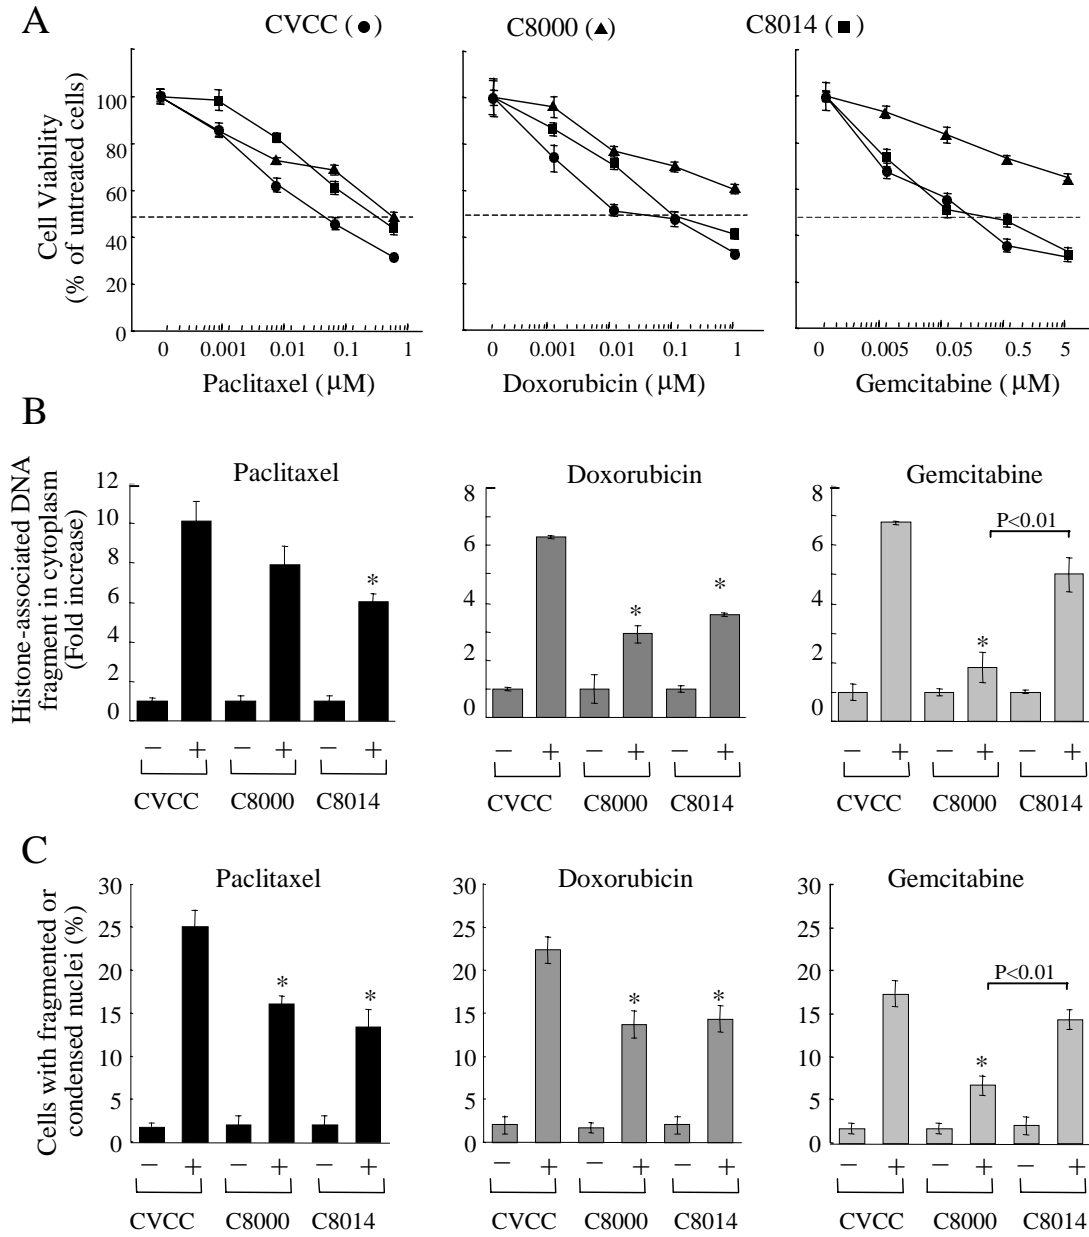 A
CVCC (●) C8000 (▲) C8014 (■)
Cell Viability
(% of untreated cells)
100
80
60
40
20
0
0 0.001 0.01 0.1 1
0 0.001 0.01 0.1 1
0 0.005 0.05 0.5 5
Paclitaxel (μM) Doxorubicin (μM) Gemcitabine (μM)
B
Histone-associated DNA
fragment in cytoplasm
(Fold increase)
Paclitaxel
12
10
8
6
4
2
0
*
− + − + − +
CVCC C8000 C8014
Doxorubicin
8
6
4
2
0
* *
− + − + − +
CVCC C8000 C8014
Gemcitabine
8
6
4
2
0
P<0.01
*
− + − + − +
CVCC C8000 C8014
C
Cells with fragmented or
condensed nuclei (%)
Paclitaxel
30
25
20
15
10
5
0
* *
− + − + − +
CVCC C8000 C8014
Doxorubicin
30
25
20
15
10
5
0
* *
− + − + − +
CVCC C8000 C8014
Gemcitabine
30
25
20
15
10
5
0
P<0.01
*
− + − + − +
CVCC C8000 C8014